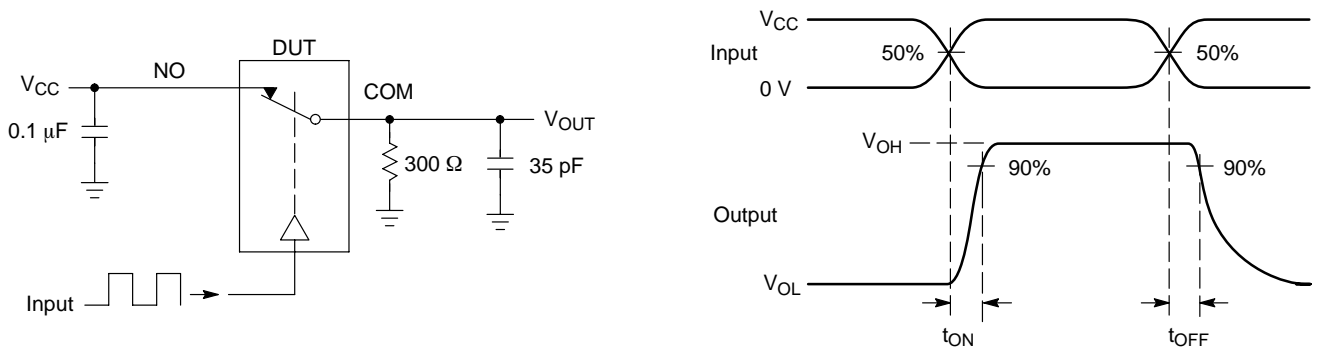 DUT
NO
VCC
COM
VOUT
0.1 μF
300 Ω
35 pF
Input
VCC
Input
50%
50%
0 V
VOH
90%
90%
Output
VOL
tON
tOFF